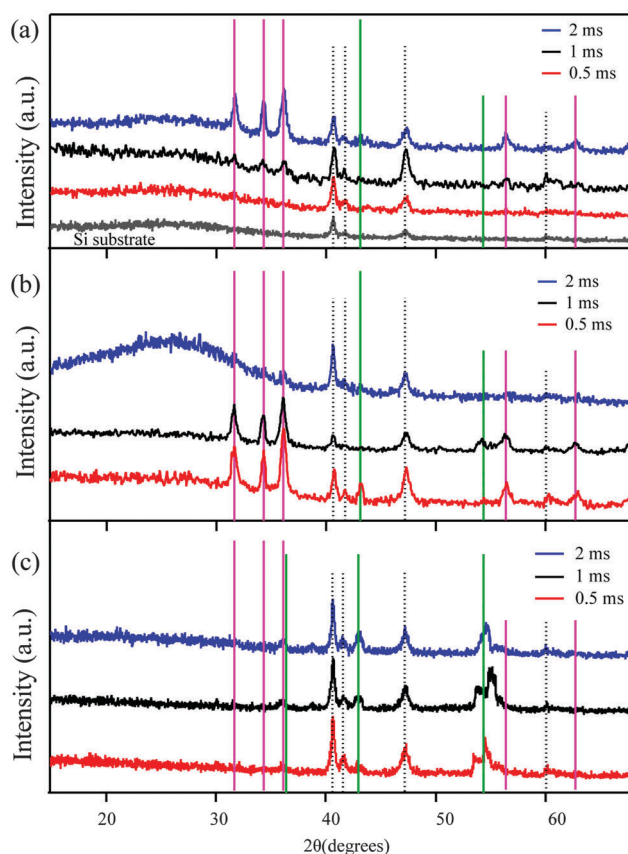 (a)
2 ms
1 ms
0.5 ms
Intensity (a.u.)
Si substrate
(b)
2 ms
1 ms
0.5 ms
Intensity (a.u.)
(c)
2 ms
1 ms
0.5 ms
Intensity (a.u.)
20 30 40 50 60
2θ(degrees)